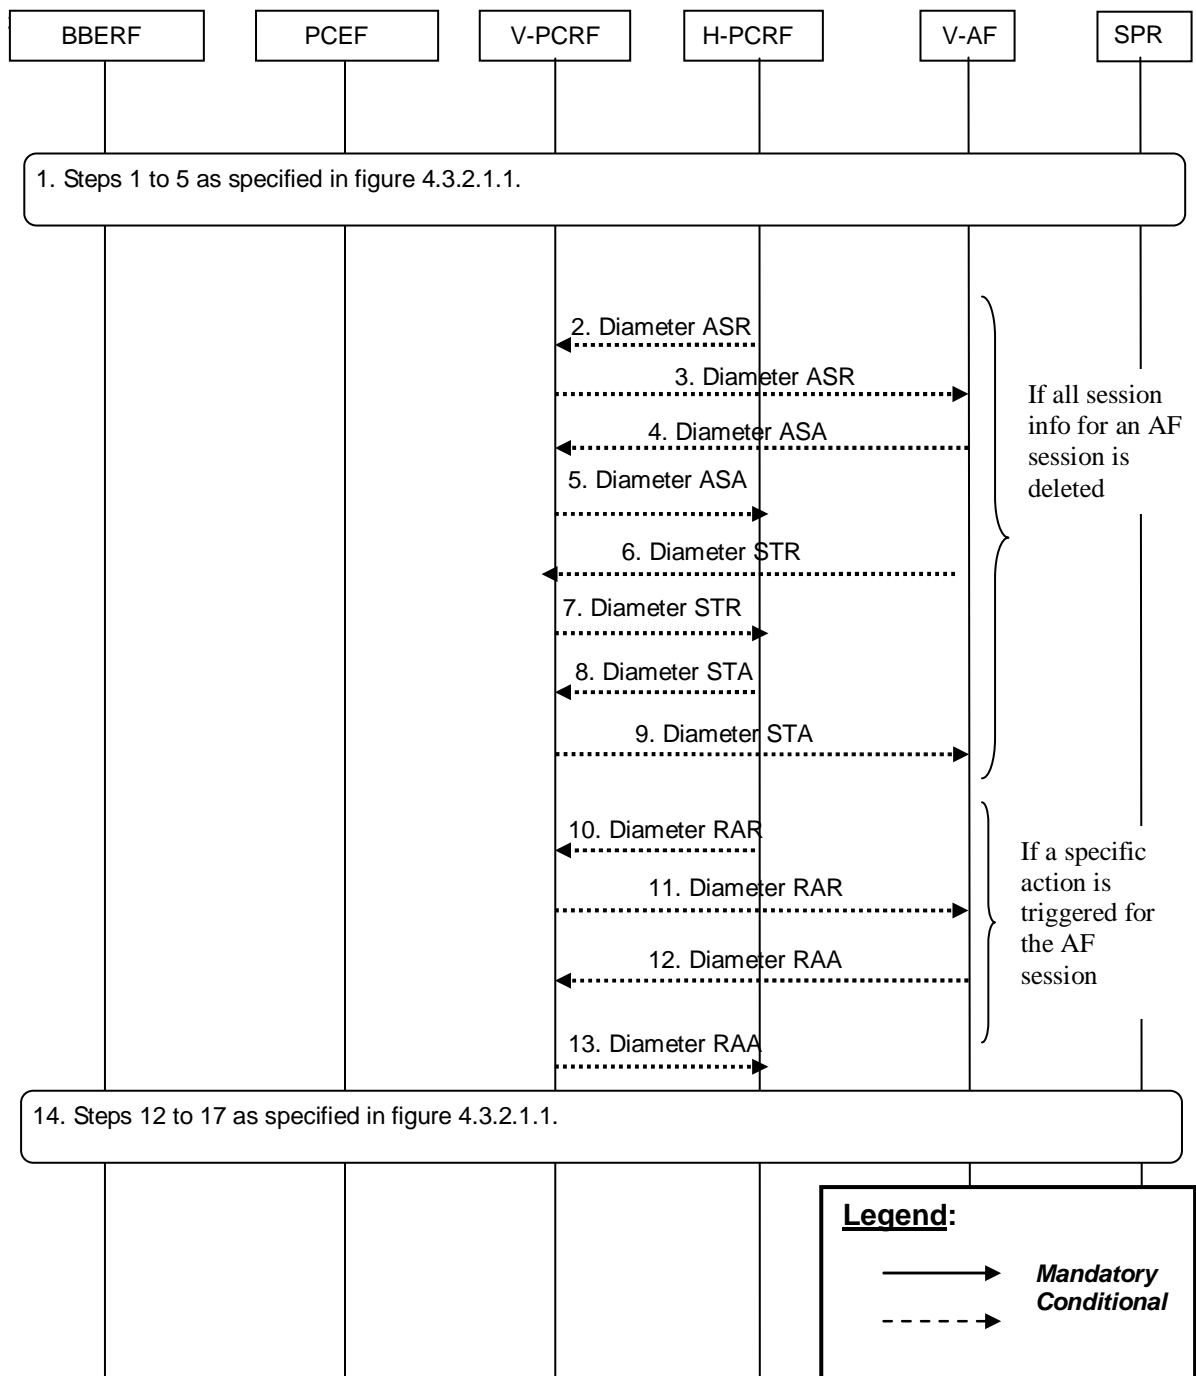 BBERF
PCEF
V-PCRF
H-PCRF
V-AF
SPR
1. Steps 1 to 5 as specified in figure 4.3.2.1.1.
2. Diameter ASR
3. Diameter ASR
4. Diameter ASA
5. Diameter ASA
6. Diameter STR
7. Diameter STR
8. Diameter STA
9. Diameter STA
If all session
info for an AF
session is
deleted
10. Diameter RAR
11. Diameter RAR
12. Diameter RAA
13. Diameter RAA
If a specific
action is
triggered for
the AF
session
14. Steps 12 to 17 as specified in figure 4.3.2.1.1.
Legend:
Mandatory
Conditional